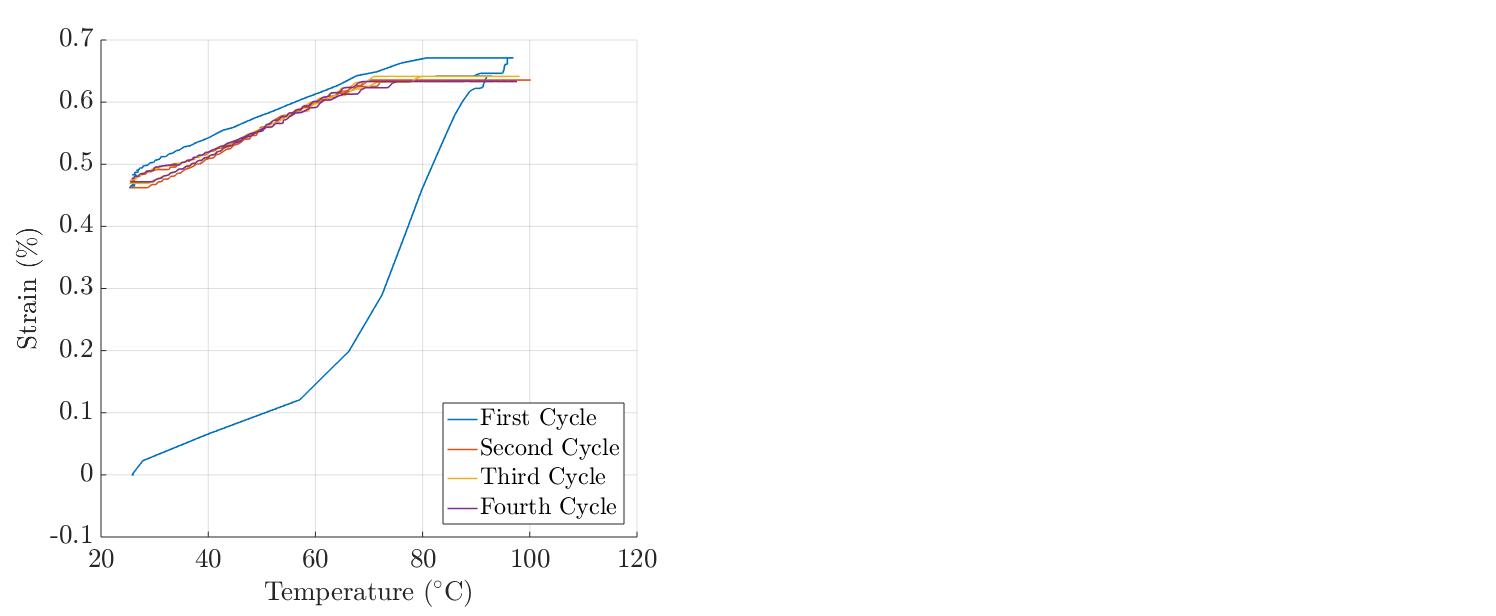 0.7
0.6
0.5
0.4
0.3
0.2
0.1
0
-0.1
Strain (%)
20 40 60 80 100 120
Temperature (°C)
First Cycle
Second Cycle
Third Cycle
Fourth Cycle